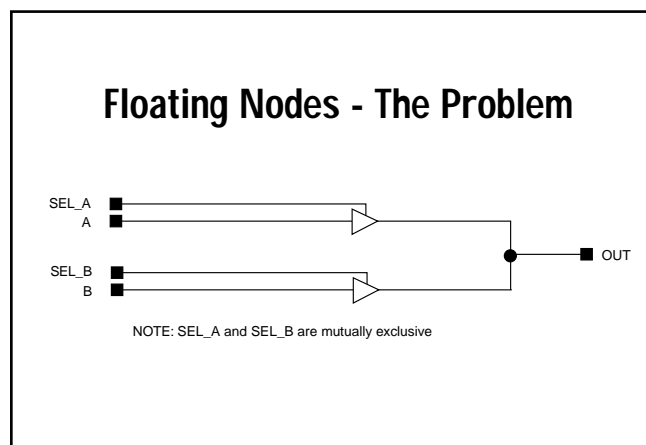 Floating Nodes - The Problem
SEL_A
A
SEL_B
B
OUT
NOTE: SEL_A and SEL_B are mutually exclusive